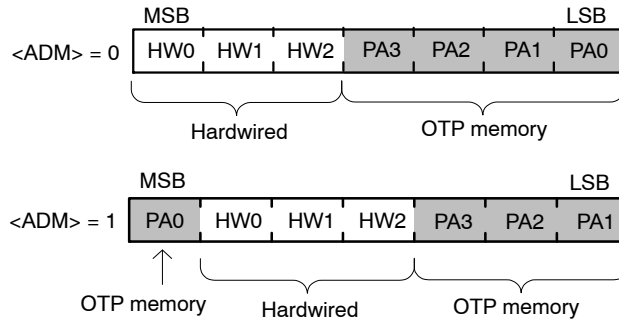 MSB LSB
<ADM> = 0 HW0 HW1 HW2 PA3 PA2 PA1 PA0
Hardwired OTP memory
MSB LSB
<ADM> = 1 PA0 HW0 HW1 HW2 PA3 PA2 PA1
OTP memory Hardwired OTP memory